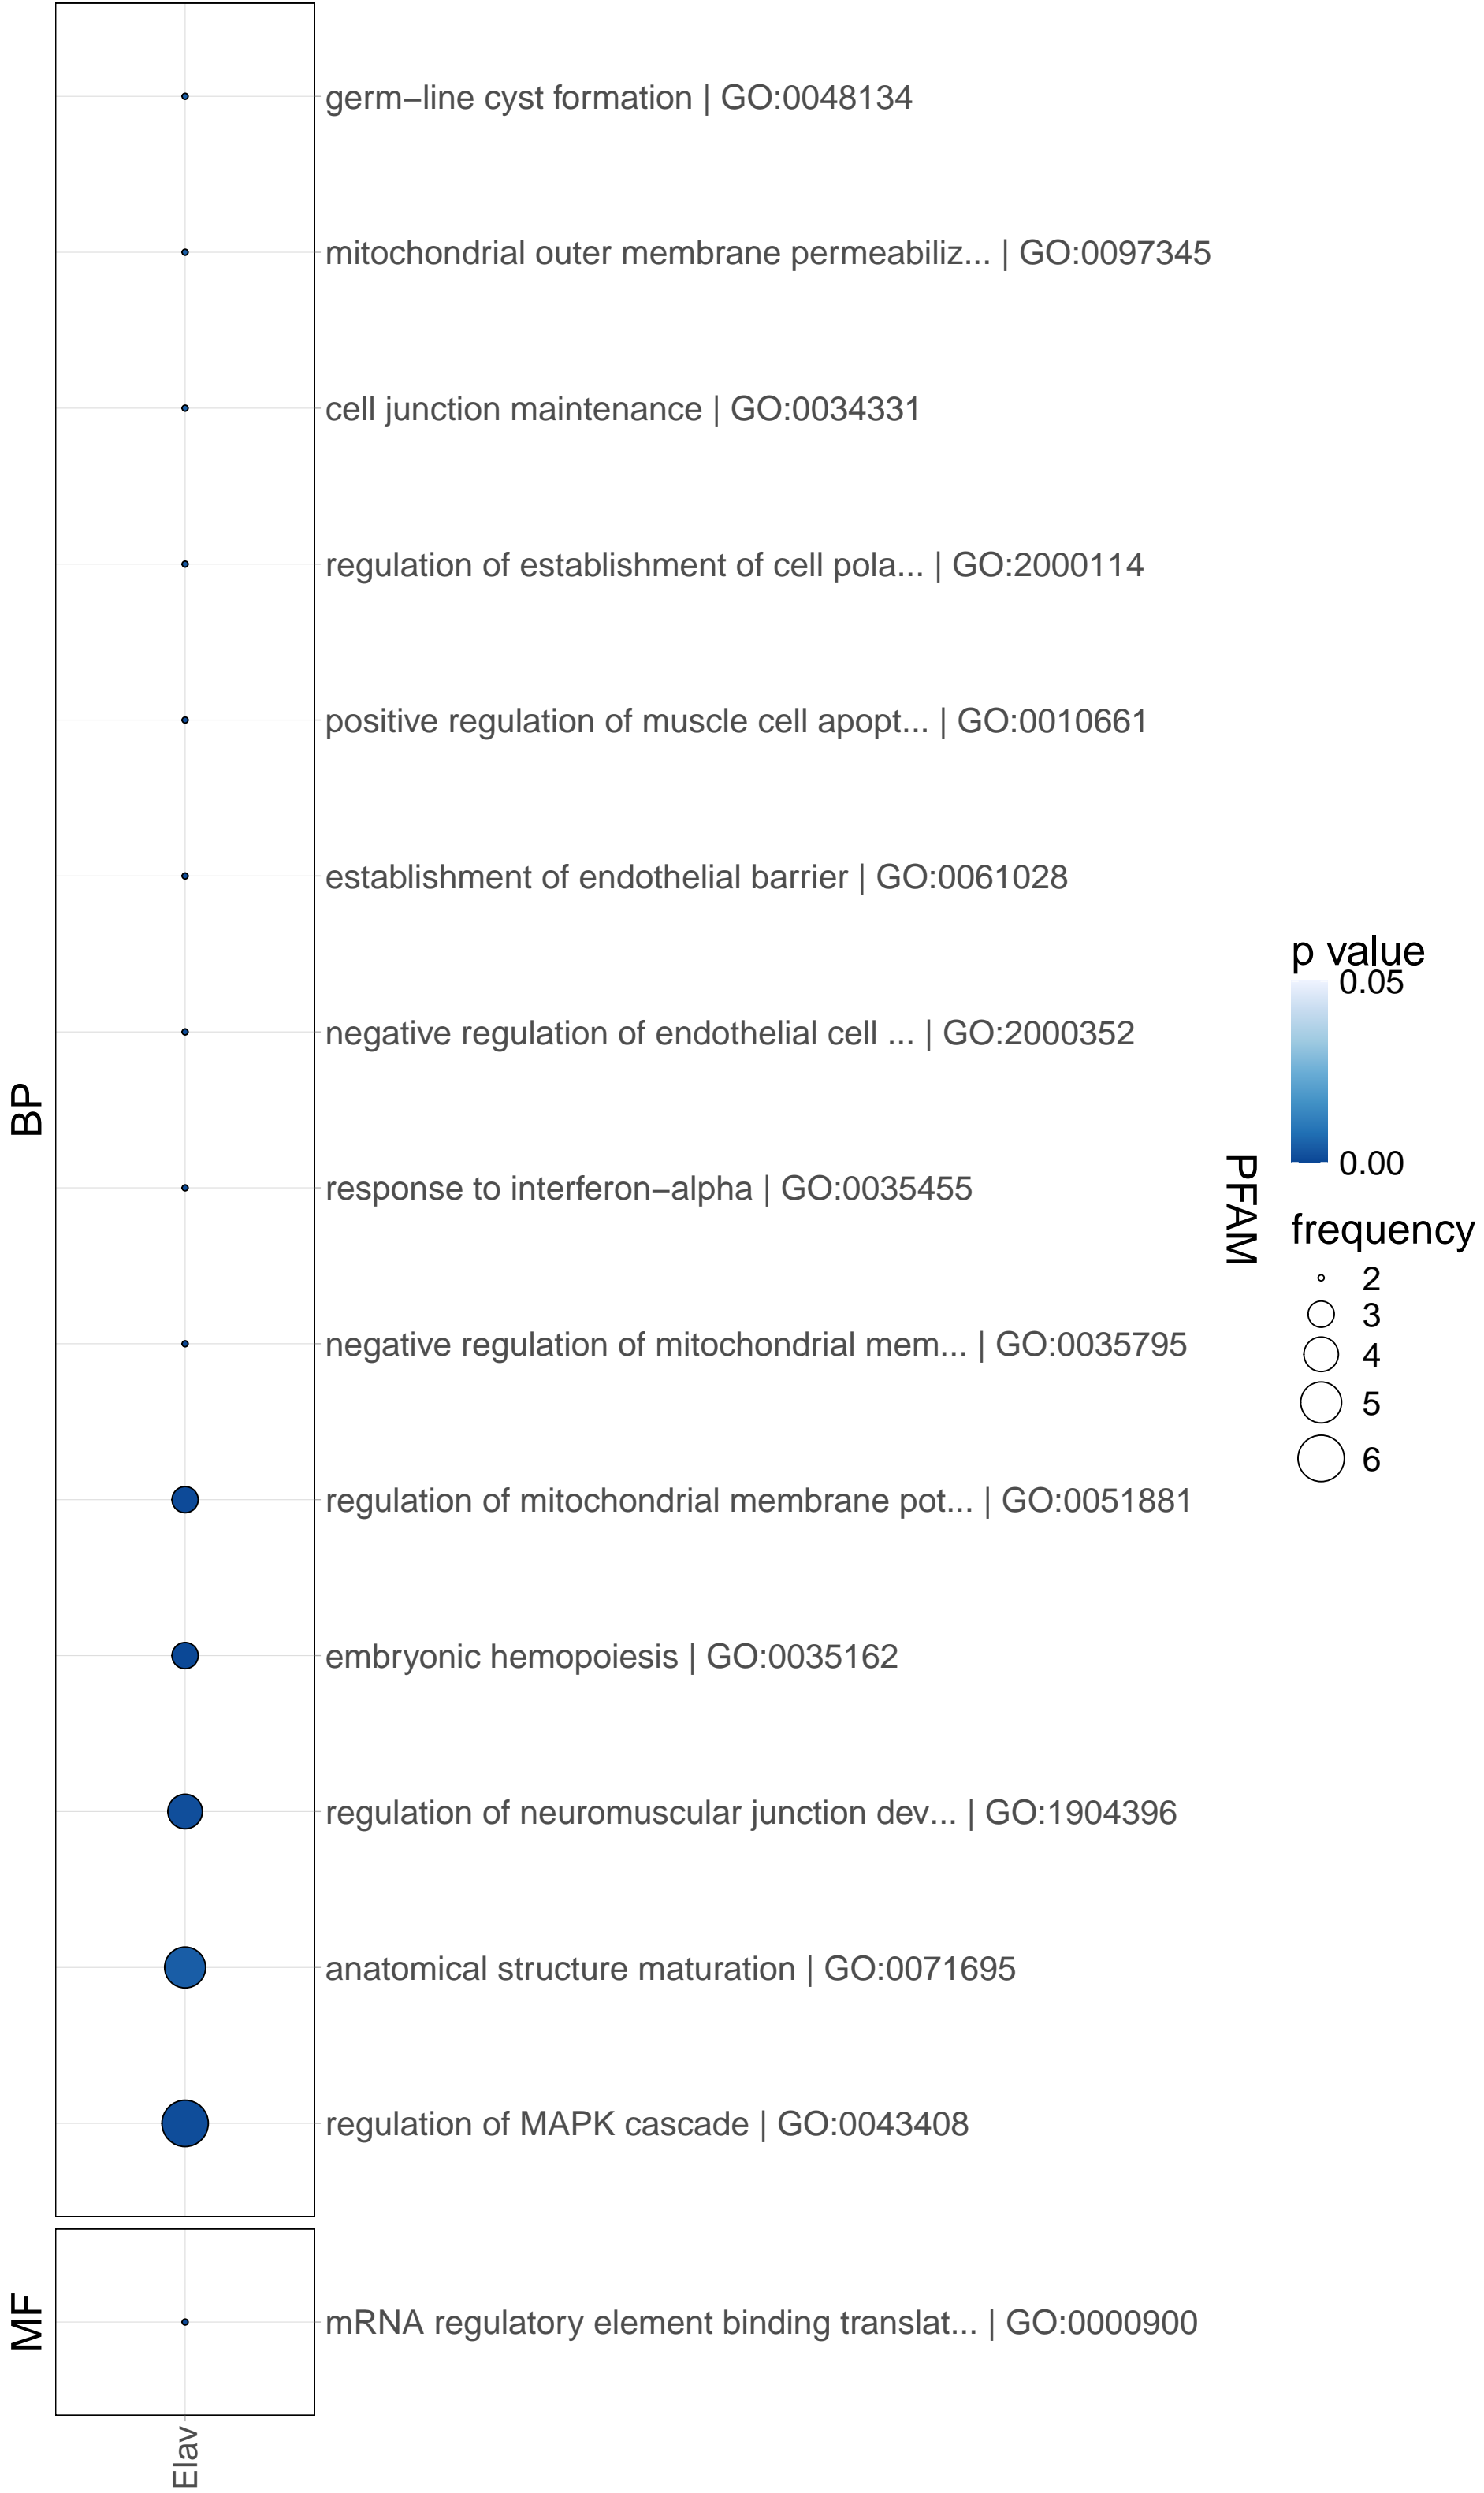 germ−line cyst formation | GO:0048134
mitochondrial outer membrane permeabiliz... | GO:0097345
cell junction maintenance | GO:0034331
regulation of establishment of cell pola... | GO:2000114
positive regulation of muscle cell apopt... | GO:0010661
establishment of endothelial barrier | GO:0061028
negative regulation of endothelial cell ... | GO:2000352
response to interferon−alpha | GO:0035455
negative regulation of mitochondrial mem... | GO:0035795
regulation of mitochondrial membrane pot... | GO:0051881
embryonic hemopoiesis | GO:0035162
regulation of neuromuscular junction dev... | GO:1904396
anatomical structure maturation | GO:0071695
regulation of MAPK cascade | GO:0043408
mRNA regulatory element binding translat... | GO:0000900
BP
MF
Elav
PFAM
p value
0.05
0.00
frequency
2
3
4
5
6